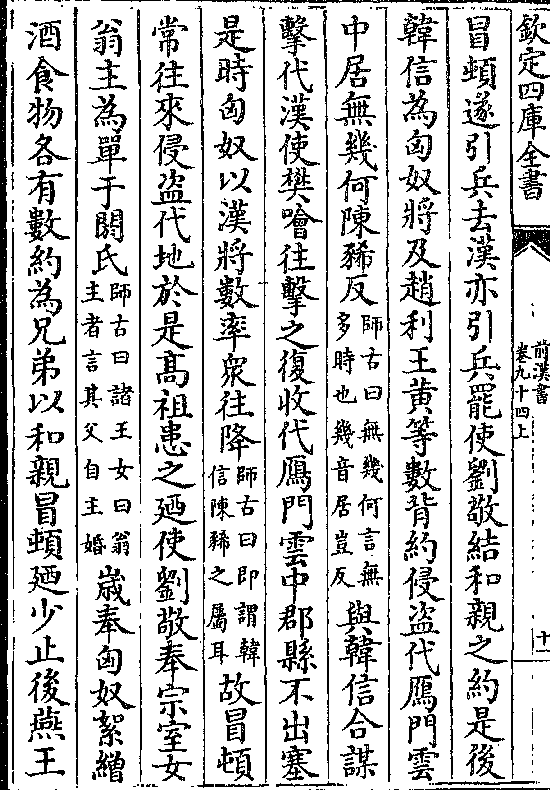 欽定四庫全書
前漢書
卷九十四上
十一
冒頓遂引兵去漢亦引兵罷使劉敬結和親之約是後
韓信為匈奴將及趙利王黃等數背約侵盜代鴈門雲
中居無幾何陳豨反師古曰無幾何言無多時也幾音居豈反與韓信合謀
擊代漢使樊噲往擊之復收代鴈門雲中郡縣不出塞
是時匈奴以漢將數率衆往降師古曰即謂韓信陳豨之屬耳故冒頓
常往來侵盜代地於是髙祖患之廼使劉敬奉宗室女
翁主為單于閼氏師古曰諸王女曰翁主者言其父自主婚歳奉匈奴絮繒
酒食物各有數約為兄弟以和親冒頓廼少止後燕王